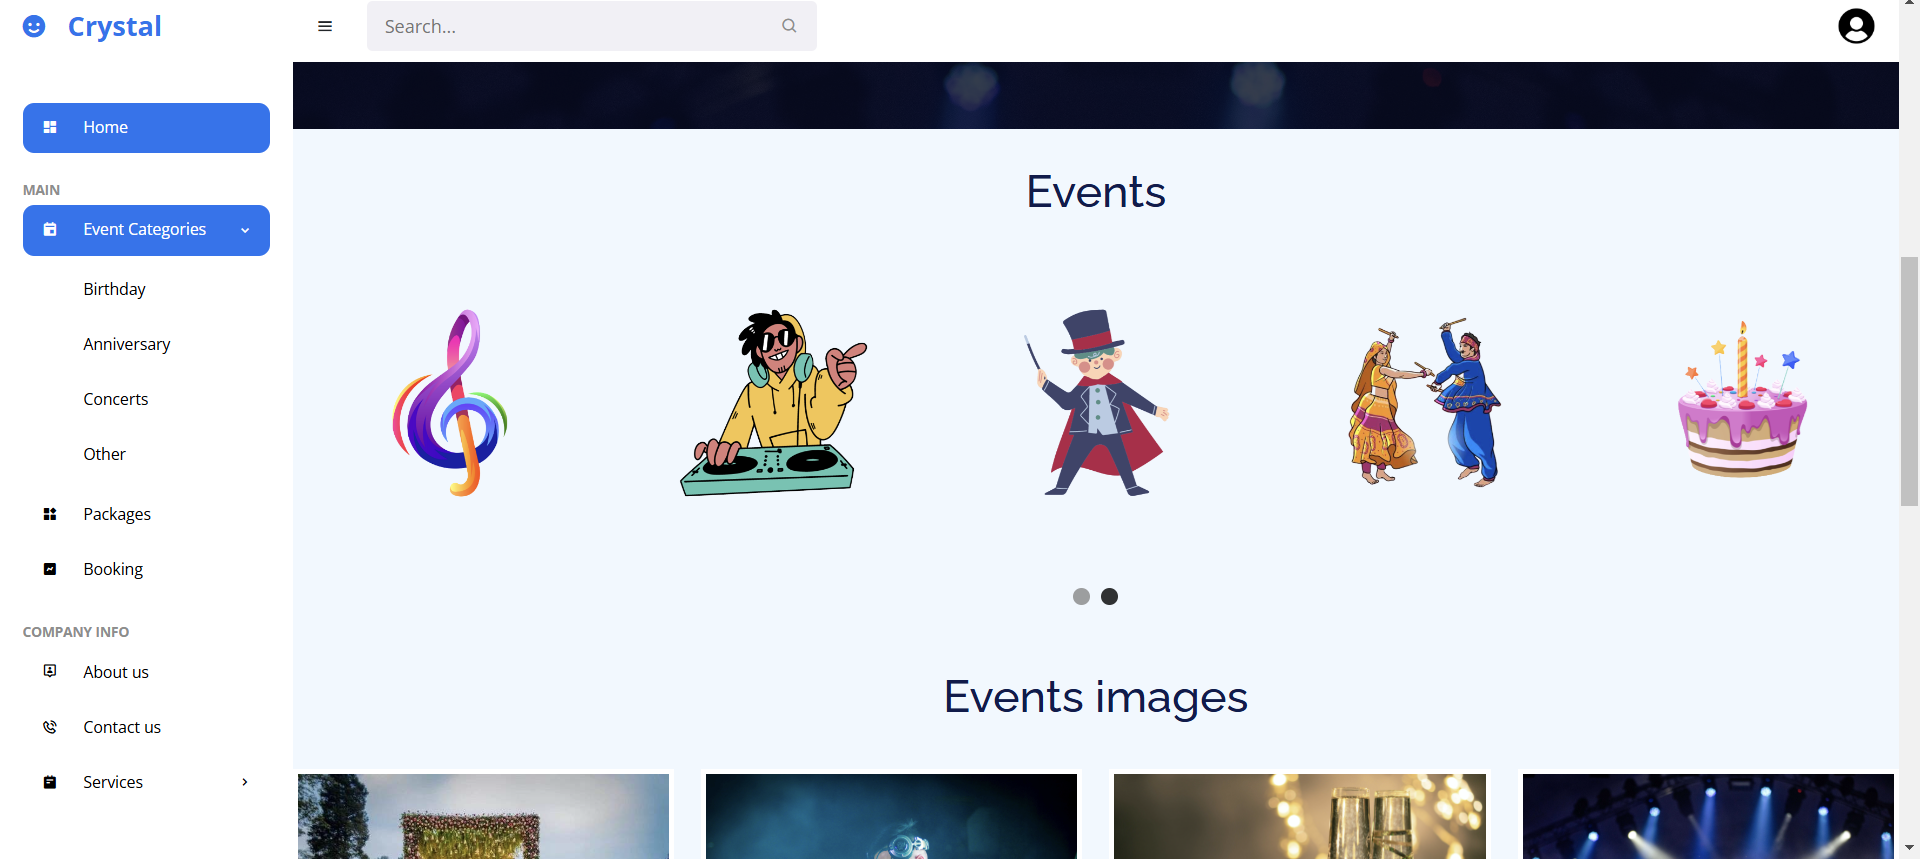 Crystal
Search...
Home
MAIN
Event Categories
Birthday
Anniversary
Concerts
Other
Packages
Booking
COMPANY INFO
About us
Contact us
Services
Events
Events images